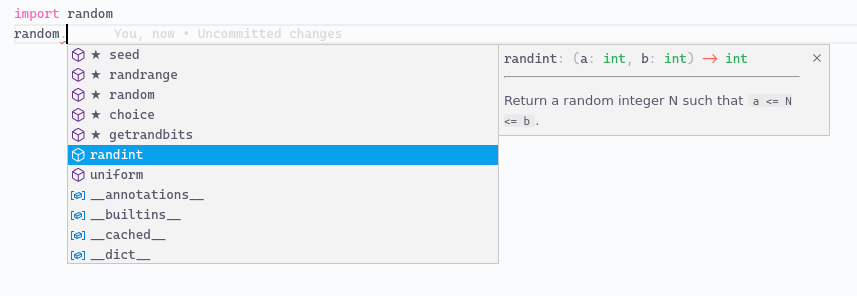 import random
random. You, now • Uncommitted changes
★ seed
★ randrange
★ random
★ choice
★ getrandbits
randint
uniform
__annotations__
__builtins__
__cached__
__dict__
randint: (a: int, b: int) -> int ×
Return a random integer N such that a <= N
<= b .